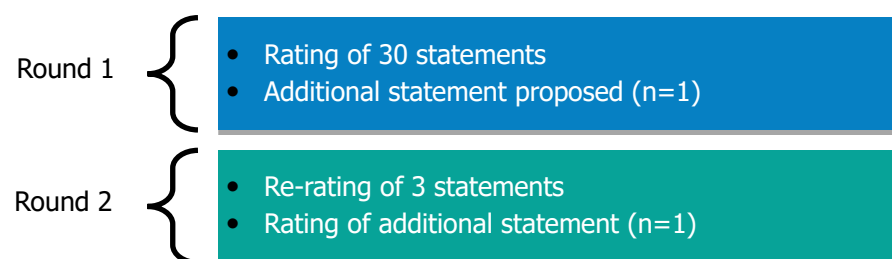 Round 1
• Rating of 30 statements
• Additional statement proposed (n=1)
Round 2
• Re-rating of 3 statements
• Rating of additional statement (n=1)